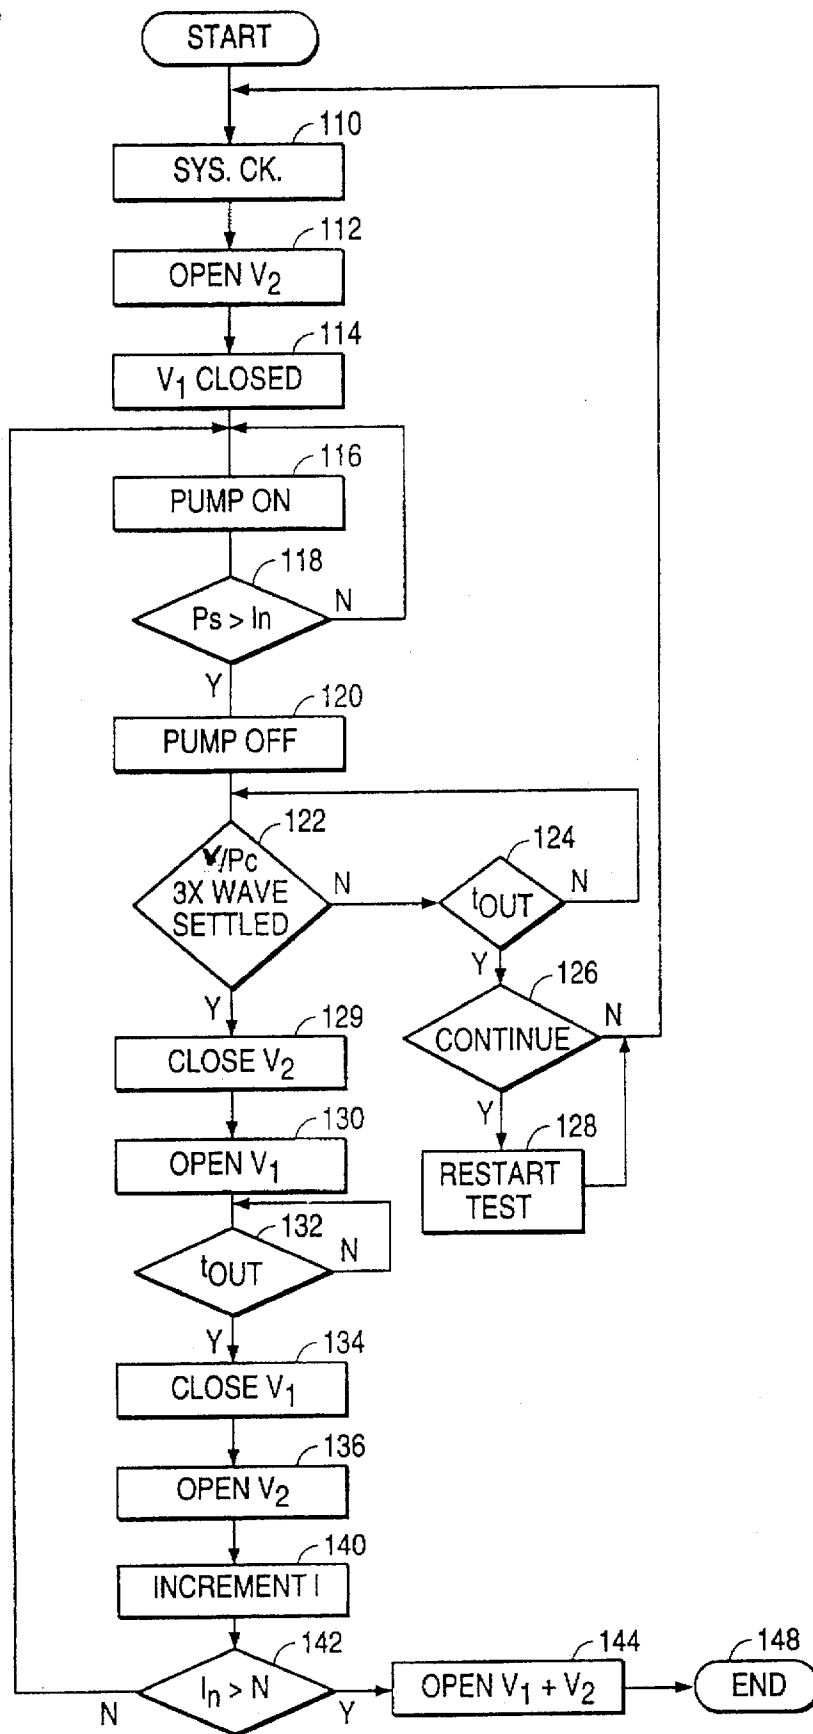 START
110
SYS. CK.
112
OPEN V2
114
V1 CLOSED
116
PUMP ON
118
Ps > In
N
Y
120
PUMP OFF
122
/Pc
3X WAVE
SETTLED
N
Y
124
tOUT
N
Y
126
CONTINUE
N
Y
128
RESTART
TEST
129
CLOSE V2
130
OPEN V1
132
tOUT
N
Y
134
CLOSE V1
136
OPEN V2
140
INCREMENT I
142
In > N
N
Y
144
OPEN V1 + V2
148
END